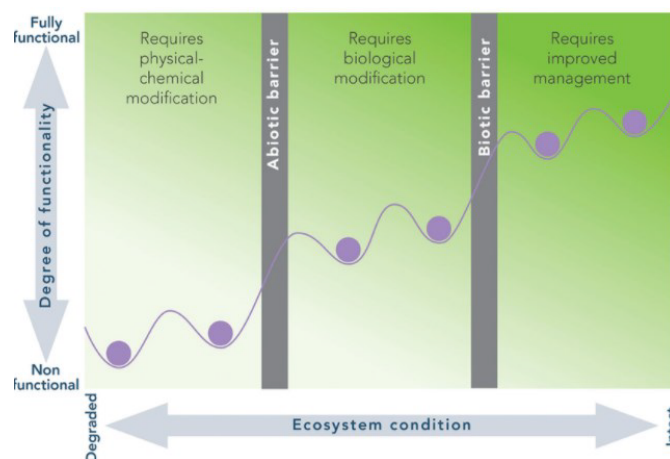 Fully
functional
Degree of functionality
Non
functional
Requires
physical-
chemical
modification
Abiotic barrier
Requires
biological
modification
Biotic barrier
Requires
improved
management
Degraded
Ecosystem condition